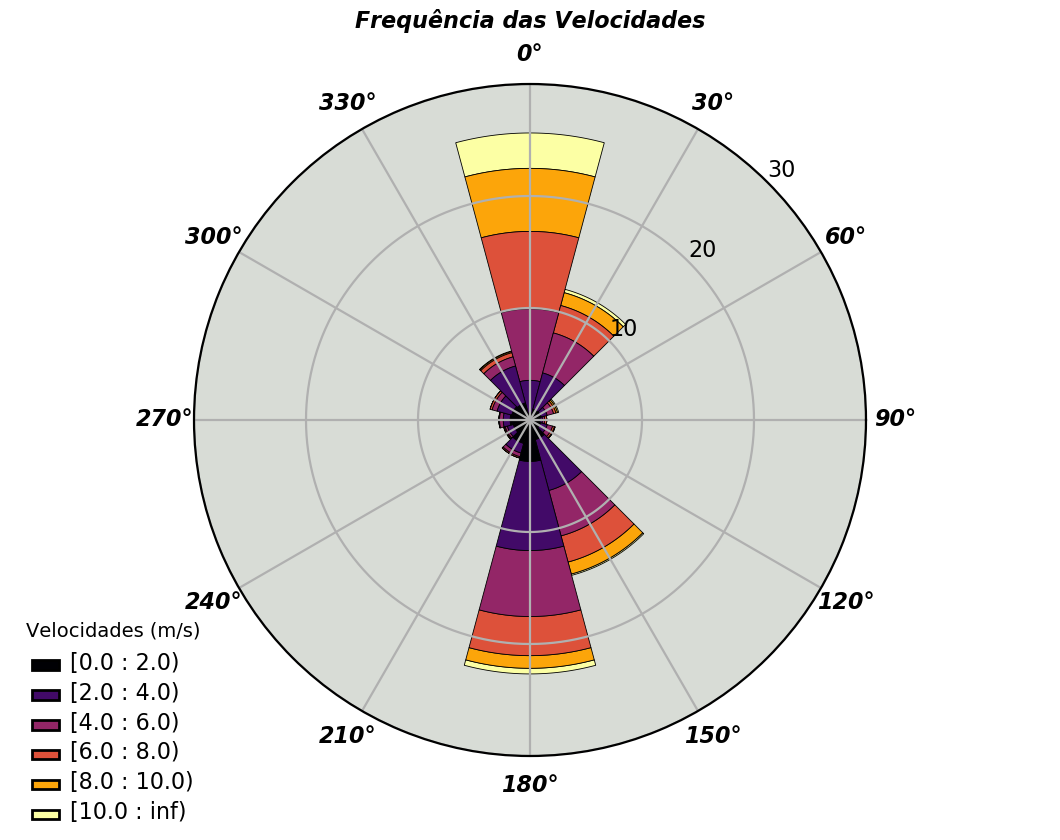 Frequência das Velocidades
0°
330°
30°
30
300°
60°
20
10
270°
90°
240°
120°
210°
150°
180°
Velocidades (m/s)
[0.0 : 2.0)
[2.0 : 4.0)
[4.0 : 6.0)
[6.0 : 8.0)
[8.0 : 10.0)
[10.0 : inf)